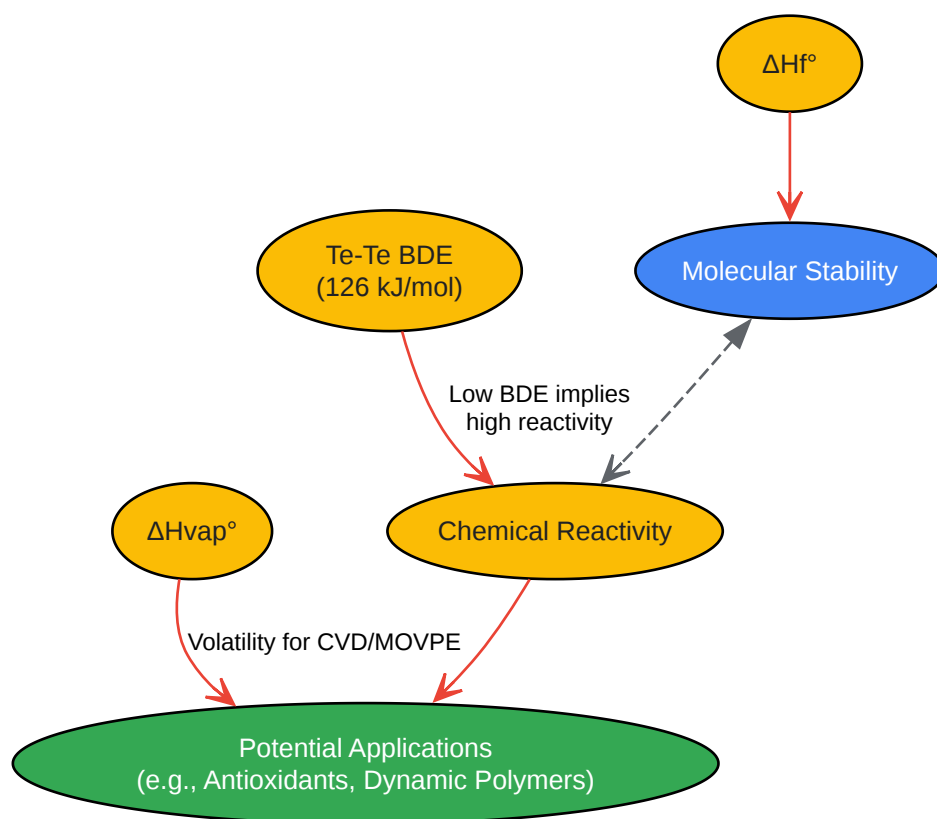 ΔHf°
Molecular Stability
Te-Te BDE
(126 kJ/mol)
Low BDE implies
high reactivity
Chemical Reactivity
ΔHvap°
Volatility for CVD/MOVPE
Potential Applications
(e.g., Antioxidants, Dynamic Polymers)